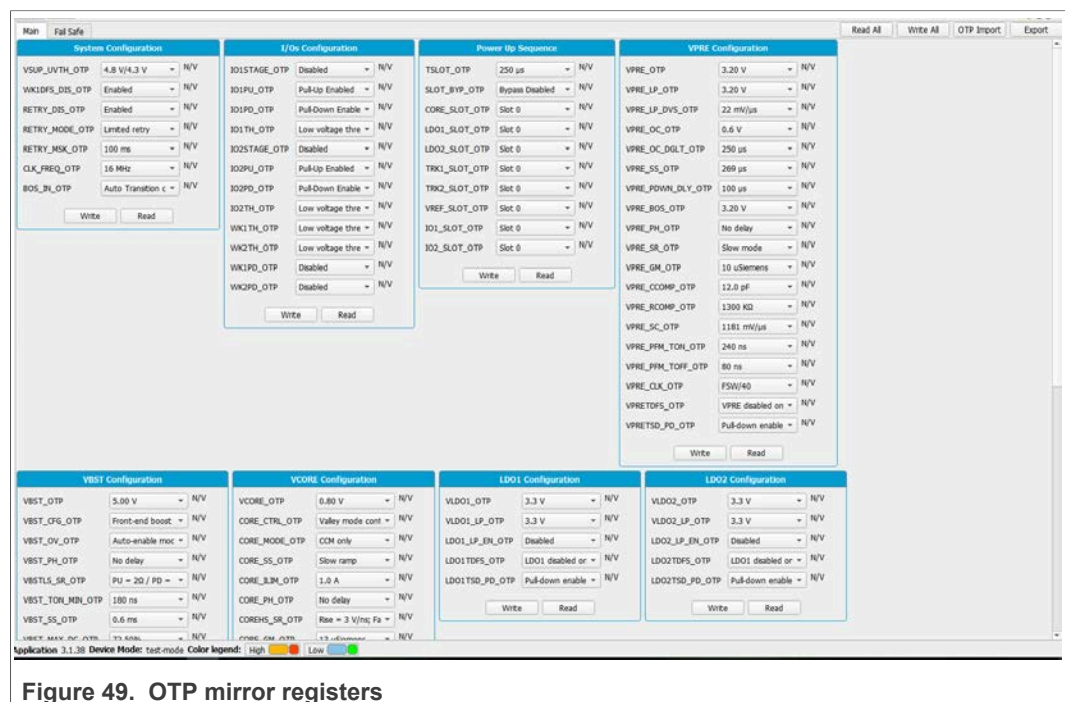 Main Fail Safe Read All Write All OTP Import Export
System Configuration
VSUP_UVTH_OTP 4.8 V/4.3 V N/V
WK1DFS_DIS_OTP Enabled N/V
RETRY_DIS_OTP Enabled N/V
RETRY_MODE_OTP Limited retry N/V
RETRY_MSK_OTP 100 ms N/V
CLK_FREQ_OTP 16 MHz N/V
BOS_IN_OTP Auto Transition c N/V
Write Read
I/Os Configuration
IO1STAGE_OTP Disabled N/V
IO1PU_OTP Pull-Up Enabled N/V
IO1PD_OTP Pull-Down Enable N/V
IO1TH_OTP Low voltage thre N/V
IO2STAGE_OTP Disabled N/V
IO2PU_OTP Pull-Up Enabled N/V
IO2PD_OTP Pull-Down Enable N/V
IO2TH_OTP Low voltage thre N/V
WK1TH_OTP Low voltage thre N/V
WK2TH_OTP Low voltage thre N/V
WK1PD_OTP Disabled N/V
WK2PD_OTP Disabled N/V
Write Read
Power Up Sequence
TSLOT_OTP 250 µs N/V
SLOT_BYP_OTP Bypass Disabled N/V
CORE_SLOT_OTP Slot 0 N/V
LDO1_SLOT_OTP Slot 0 N/V
LDO2_SLOT_OTP Slot 0 N/V
TRK1_SLOT_OTP Slot 0 N/V
TRK2_SLOT_OTP Slot 0 N/V
VREF_SLOT_OTP Slot 0 N/V
IO1_SLOT_OTP Slot 0 N/V
IO2_SLOT_OTP Slot 0 N/V
Write Read
VPRE Configuration
VPRE_OTP 3.20 V N/V
VPRE_LP_OTP 3.20 V N/V
VPRE_LP_DVS_OTP 22 mV/µs N/V
VPRE_OC_OTP 0.6 V N/V
VPRE_OC_DGLT_OTP 250 µs N/V
VPRE_SS_OTP 269 µs N/V
VPRE_PDWN_DLY_OTP 100 µs N/V
VPRE_BOS_OTP 3.20 V N/V
VPRE_PH_OTP No delay N/V
VPRE_SR_OTP Slow mode N/V
VPRE_GM_OTP 10 uSiemens N/V
VPRE_CCOMP_OTP 12.0 pF N/V
VPRE_RCOMP_OTP 1300 KΩ N/V
VPRE_SC_OTP 1181 mV/µs N/V
VPRE_PFM_TON_OTP 240 ns N/V
VPRE_PFM_TOFF_OTP 80 ns N/V
VPRE_CLK_OTP FSW/40 N/V
VPRETDFS_OTP VPRE disabled on N/V
VPRETSD_PD_OTP Pull-down enable N/V
Write Read
VBST Configuration
VBST_OTP 5.00 V N/V
VBST_CFG_OTP Front-end boost N/V
VBST_OV_OTP Auto-enable moc N/V
VBST_PH_OTP No delay N/V
VBSTLS_SR_OTP PU = 2Ω / PD = N/V
VBST_TON_MIN_OTP 180 ns N/V
VBST_SS_OTP 0.6 ms N/V
VBST_MAX_DC_OTP 72.50% N/V
VCORE Configuration
VCORE_OTP 0.80 V N/V
CORE_CTRL_OTP Valley mode cont N/V
CORE_MODE_OTP CCM only N/V
CORE_SS_OTP Slow ramp N/V
CORE_ILIM_OTP 1.0 A N/V
CORE_PH_OTP No delay N/V
COREHS_SR_OTP Rise = 3 V/ns; Fa N/V
CORE_GM_OTP 13 uSiemens N/V
LDO1 Configuration
VLDO1_OTP 3.3 V N/V
VLDO1_LP_OTP 3.3 V N/V
LDO1_LP_EN_OTP Disabled N/V
LDO1TDFS_OTP LDO1 disabled or N/V
LDO1TSD_PD_OTP Pull-down enable N/V
Write Read
LDO2 Configuration
VLDO2_OTP 3.3 V N/V
VLDO2_LP_OTP 3.3 V N/V
LDO2_LP_EN_OTP Disabled N/V
LDO2TDFS_OTP LDO1 disabled or N/V
LDO2TSD_PD_OTP Pull-down enable N/V
Write Read
Application 3.1.38 Device Mode: test-mode Color legend: High Low
Figure 49. OTP mirror registers